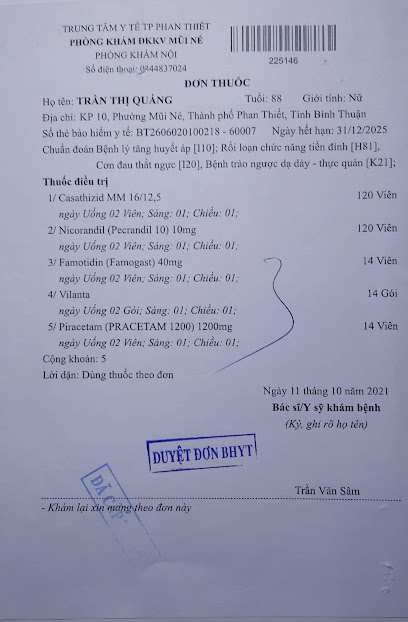 TRUNG TÂM Y TẾ TP PHAN THIẾT
PHÒNG KHÁM ĐKKV MŨI NÉ
PHÒNG KHÁM NỘI
Số điện thoại: 0844837024
225146
ĐƠN THUỐC
Họ tên: TRẦN THỊ QUÁNG Tuổi: 88 Giới tính: Nữ
Địa chỉ: KP 10, Phường Mũi Né, Thành phố Phan Thiết, Tỉnh Bình Thuận
Số thẻ bảo hiểm y tế: BT2606020100218 - 60007 Ngày hết hạn: 31/12/2025
Chuẩn đoán Bệnh lý tăng huyết áp [I10]; Rối loạn chức năng tiền đình [H81],
Cơn đau thắt ngực [I20], Bệnh trào ngược dạ dày - thực quản [K21];
Thuốc điều trị
1/ Casathizid MM 16/12,5 120 Viên
ngày Uống 02 Viên; Sáng: 01; Chiều: 01;
2/ Nicorandil (Pecrandil 10) 10mg 120 Viên
ngày Uống 02 Viên; Sáng: 01; Chiều: 01;
3/ Famotidin (Famogast) 40mg 14 Viên
ngày Uống 02 Viên; Sáng: 01; Chiều: 01;
4/ Vilanta 14 Gói
ngày Uống 02 Gói; Sáng: 01; Chiều: 01;
5/ Piracetam (PRACETAM 1200) 1200mg 14 Viên
ngày Uống 02 Viên; Sáng: 01; Chiều: 01;
Cộng khoản: 5
Lời dặn: Dùng thuốc theo đơn
Ngày 11 tháng 10 năm 2021
Bác sĩ/Y sỹ khám bệnh
(Ký, ghi rõ họ tên)
DUYỆT ĐƠN BHYT
ĐÃ CẤP
Trần Văn Sâm
- Khám lại xin mang theo đơn này